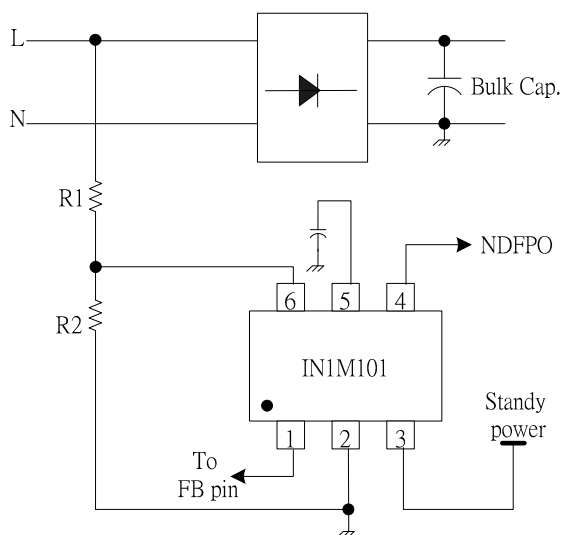 L
Bulk Cap.
N
R1
NDFPO
6
5
4
R2
IN1M101
Standy
power
1
2
3
To
FB pin